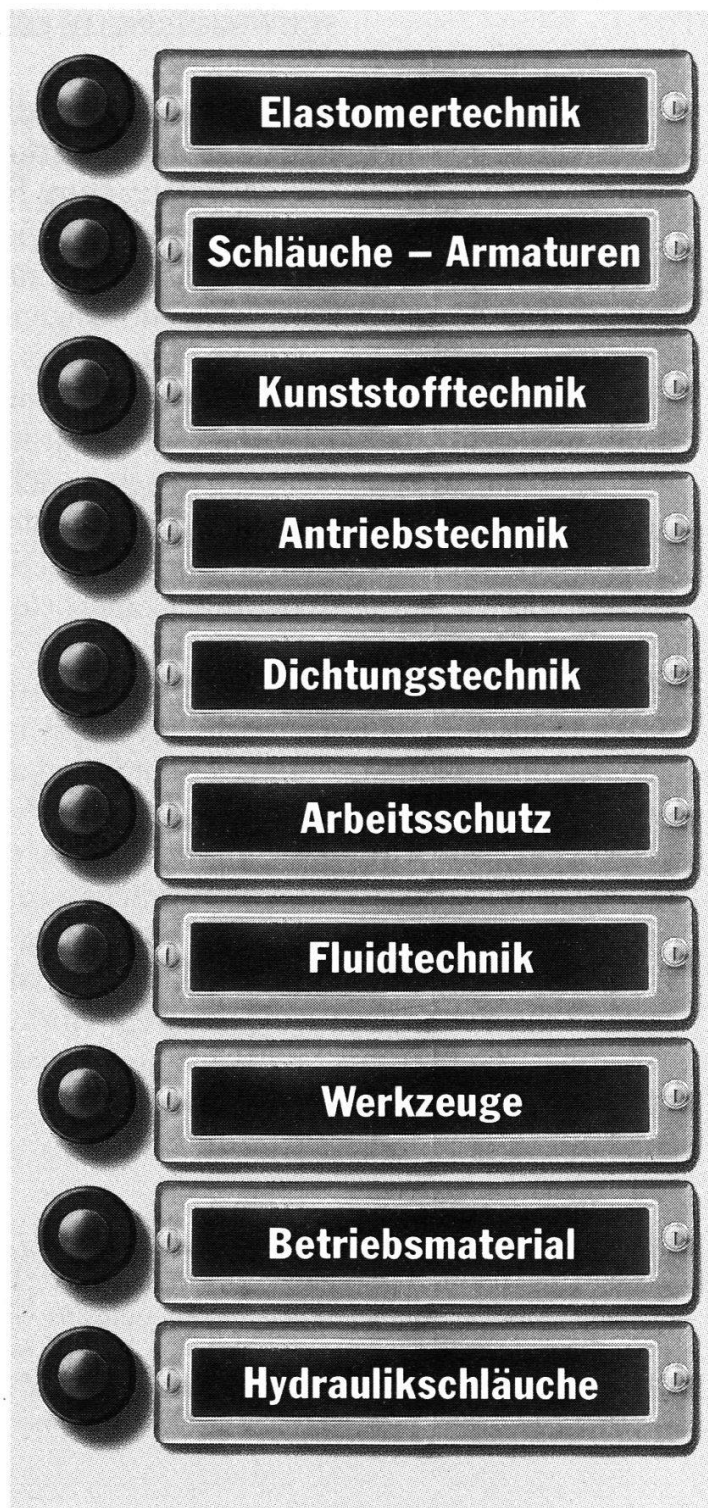 Elastomertechnik
Schläuche – Armaturen
Kunststofftechnik
Antriebstechnik
Dichtungstechnik
Arbeitsschutz
Fluidtechnik
Werkzeuge
Betriebsmaterial
Hydraulikschläuche